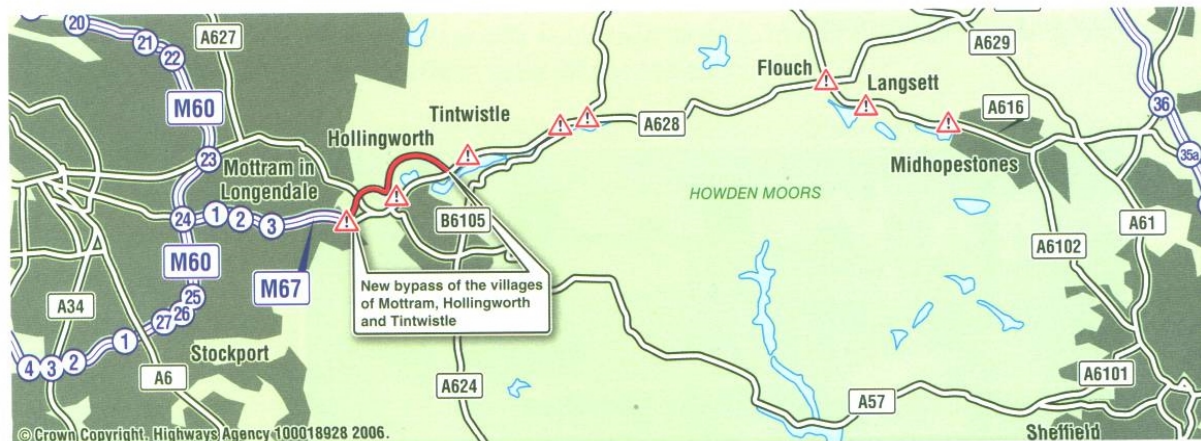 20
21
22
A627
M60
23
Mottram in
Longendale
24
1
2
3
M60
M67
25
26
27
1
A34
4
3
2
Stockport
A6
Hollingworth
Tintwistle
B6105
New bypass of the villages
of Mottram, Hollingworth
and Tintwistle
A624
A628
Flouch
Langsett
A629
A616
Midhopestones
HOWDEN MOORS
36
35a
A61
A6102
A6101
A57
Sheffield
© Crown Copyright, Highways Agency 100018928 2006.